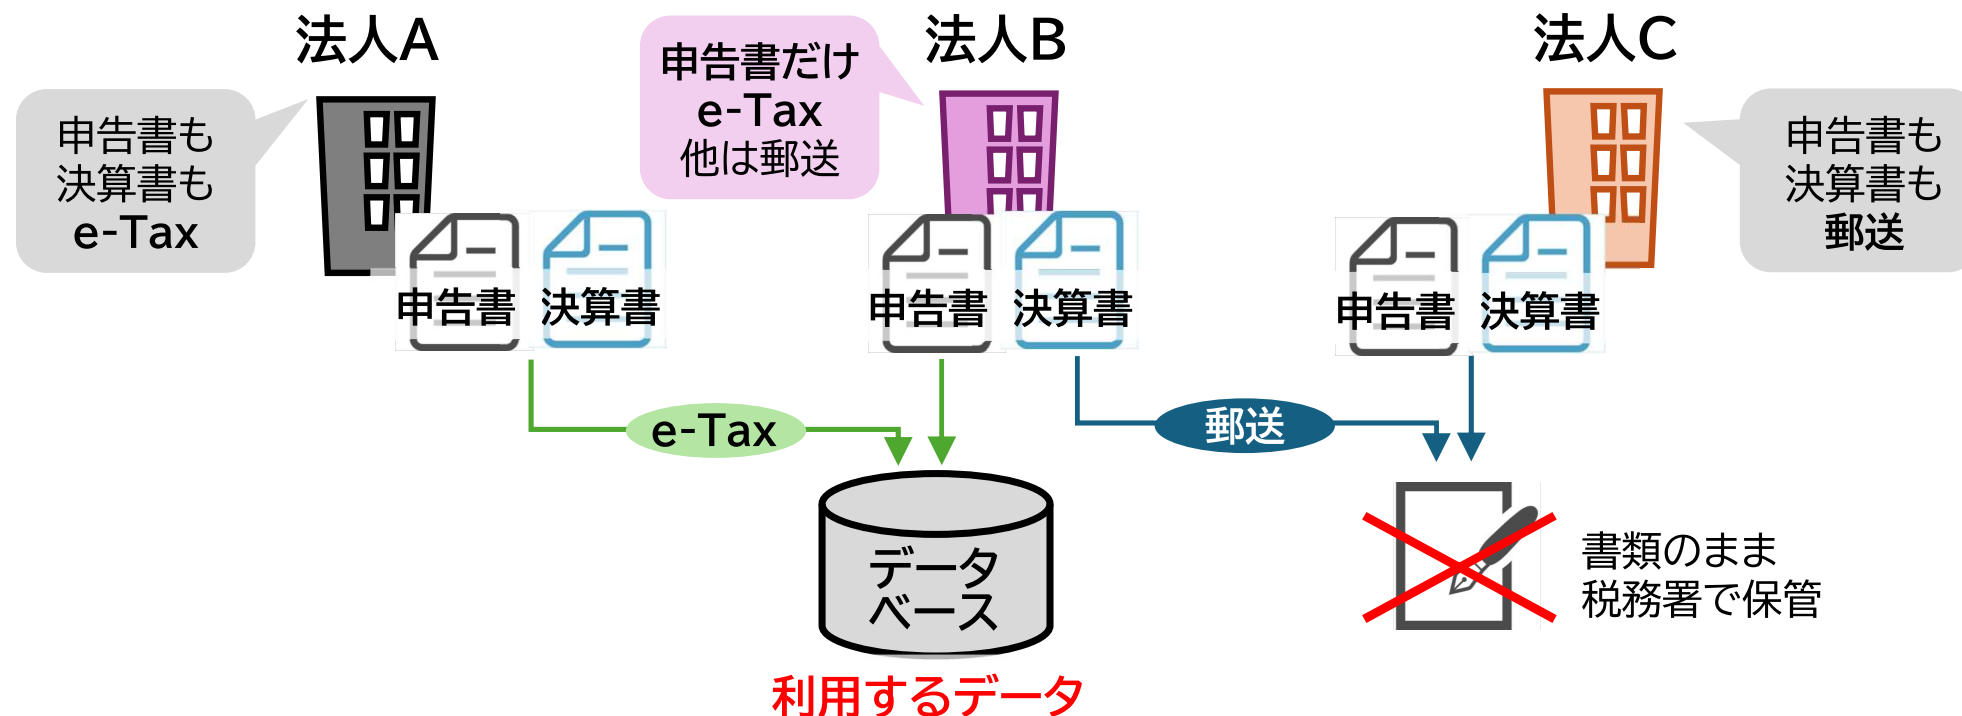 法人A
申告書も
決算書も
e-Tax
申告書
決算書
法人B
申告書だけ
e-Tax
他は郵送
申告書
決算書
法人C
申告書も
決算書も
郵送
申告書
決算書
e-Tax
郵送
データ
ベース
利用するデータ
書類のまま
税務署で保管